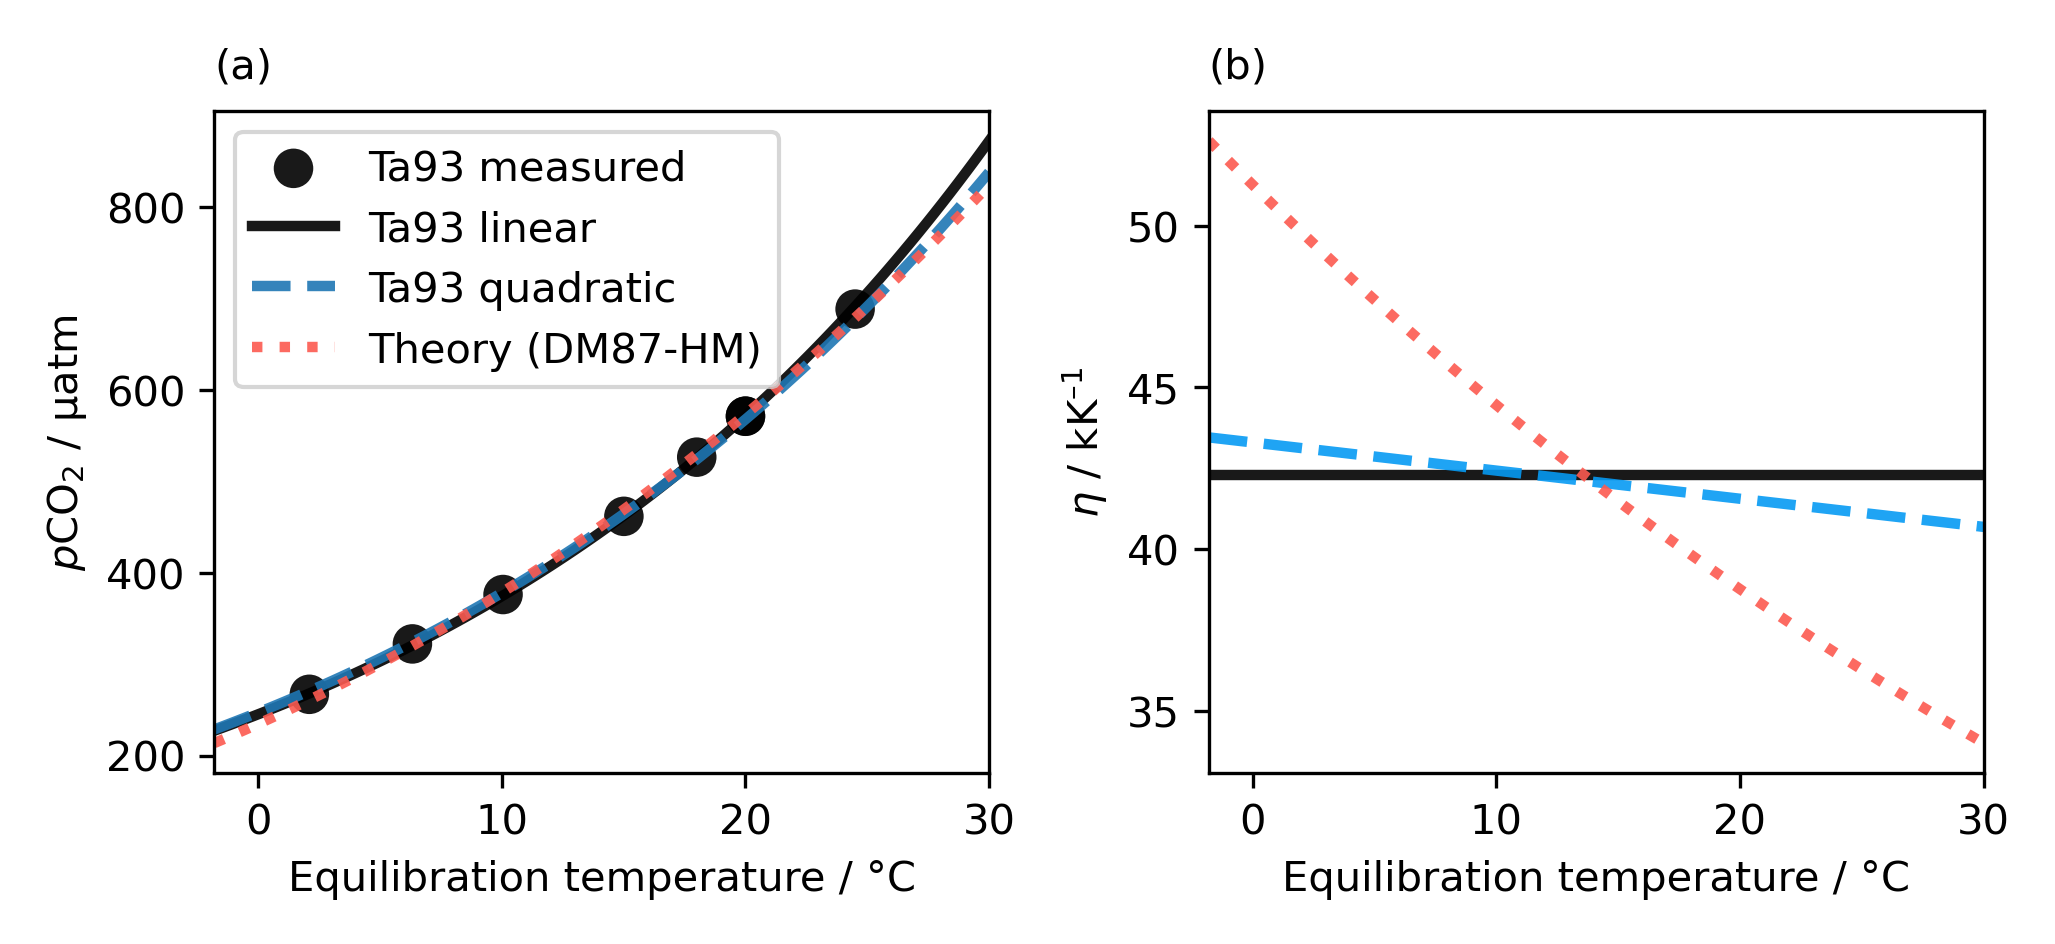 (a)
Ta93 measured
Ta93 linear
Ta93 quadratic
Theory (DM87-HM)
800
600
400
200
pCO₂ / µatm
0 10 20 30
Equilibration temperature / °C
(b)
50
45
40
35
η / kK⁻¹
0 10 20 30
Equilibration temperature / °C